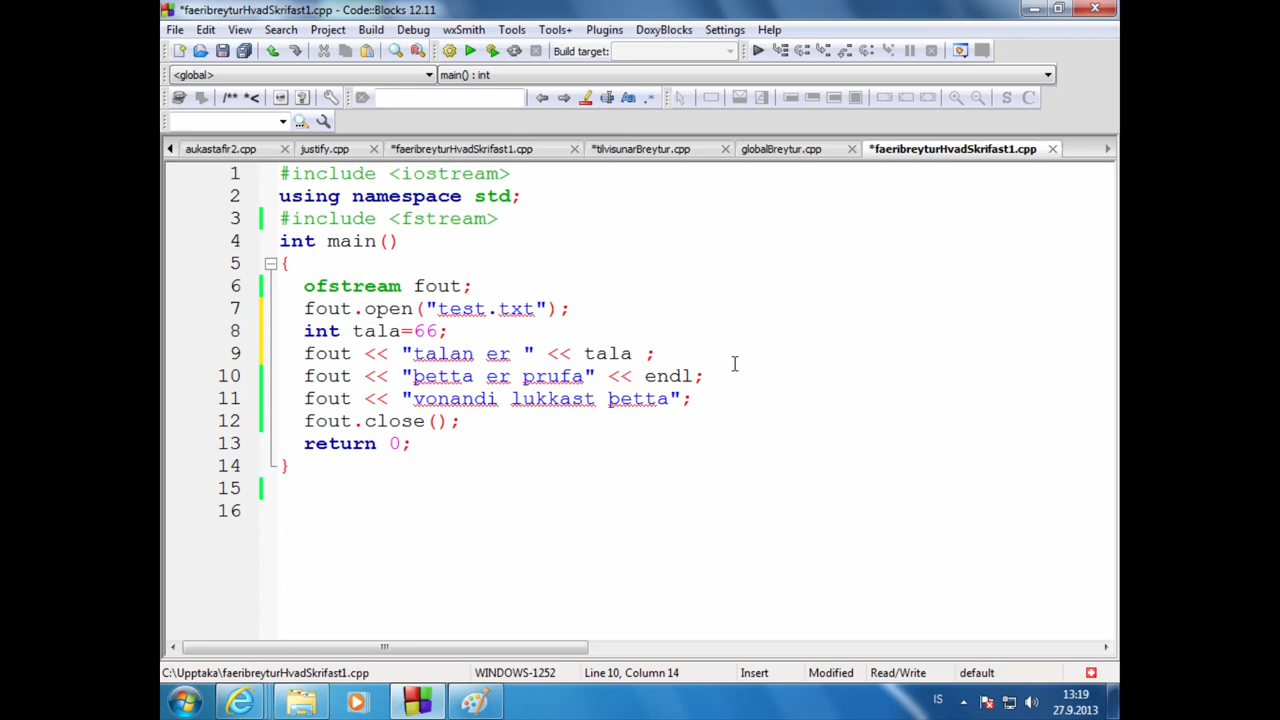 *faeribreyturHvadSkrifast1.cpp - Code::Blocks 12.11
File Edit View Search Project Build Debug wxSmith Tools Tools+ Plugins DoxyBlocks Settings Help
Build target:
<global> main() : int
/** *<
Aa .*
S C
aukastafir2.cpp justify.cpp *faeribreyturHvadSkrifast1.cpp *tilvisunarBreytur.cpp globalBreytur.cpp *faeribreyturHvadSkrifast1.cpp
1 #include <iostream>
2 using namespace std;
3 #include <fstream>
4 int main()
5 {
6 ofstream fout;
7 fout.open("test.txt");
8 int tala=66;
9 fout << "talan er " << tala ;
10 fout << "þetta er prufa" << endl;
11 fout << "vonandi lukkast þetta";
12 fout.close();
13 return 0;
14 }
15
16
C:\Upptaka\faeribreyturHvadSkrifast1.cpp WINDOWS-1252 Line 10, Column 14 Insert Modified Read/Write default
IS 13:19
27.9.2013